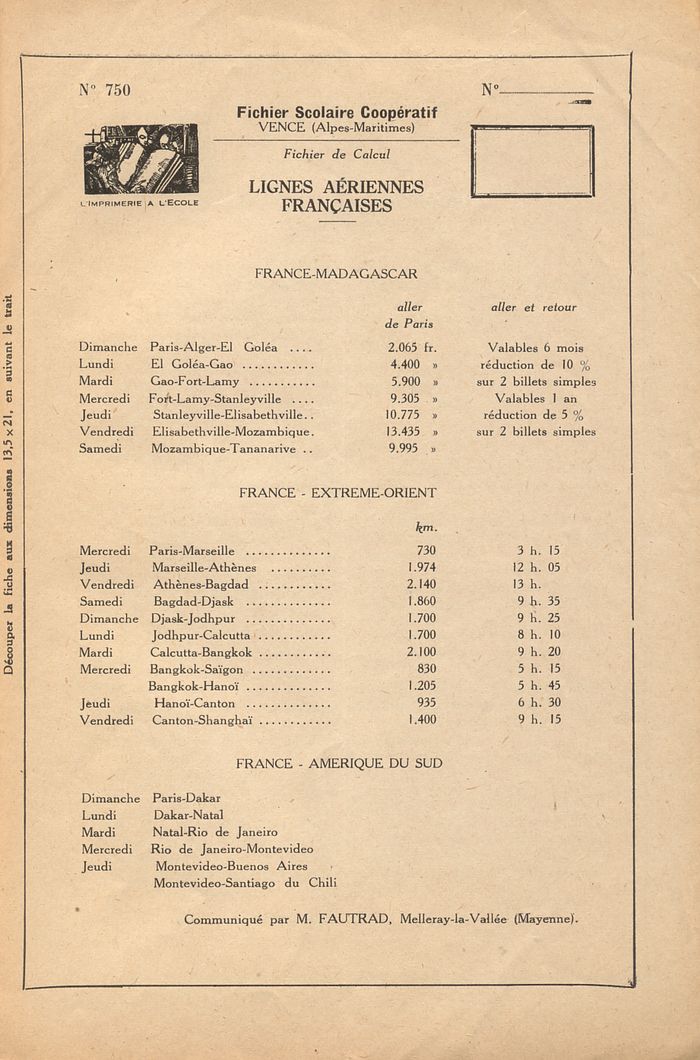 N° 750
N°
Fichier Scolaire Coopératif
VENCE (Alpes-Maritimes)
Fichier de Calcul
L'IMPRIMERIE A L'ECOLE
LIGNES AÉRIENNES
FRANÇAISES
FRANCE-MADAGASCAR
aller aller et retour
de Paris
Dimanche Paris-Alger-El Goléa .... 2.065 fr. Valables 6 mois
Lundi El Goléa-Gao ............ 4.400 » réduction de 10 %
Mardi Gao-Fort-Lamy ........... 5.900 » sur 2 billets simples
Mercredi Fort-Lamy-Stanleyville .... 9.305 » Valables 1 an
Jeudi Stanleyville-Elisabethville.. 10.775 » réduction de 5 %
Vendredi Elisabethville-Mozambique. 13.435 » sur 2 billets simples
Samedi Mozambique-Tananarive .. 9.995 »
FRANCE - EXTREME-ORIENT
km.
Mercredi Paris-Marseille .............. 730 3 h. 15
Jeudi Marseille-Athènes .......... 1.974 12 h. 05
Vendredi Athènes-Bagdad ............ 2.140 13 h.
Samedi Bagdad-Djask .............. 1.860 9 h. 35
Dimanche Djask-Jodhpur .............. 1.700 9 h. 25
Lundi Jodhpur-Calcutta ............ 1.700 8 h. 10
Mardi Calcutta-Bangkok ............ 2.100 9 h. 20
Mercredi Bangkok-Saïgon ............. 830 5 h. 15
Bangkok-Hanoï .............. 1.205 5 h. 45
Jeudi Hanoï-Canton .............. 935 6 h. 30
Vendredi Canton-Shanghaï ............ 1.400 9 h. 15
FRANCE - AMERIQUE DU SUD
Dimanche Paris-Dakar
Lundi Dakar-Natal
Mardi Natal-Rio de Janeiro
Mercredi Rio de Janeiro-Montevideo
Jeudi Montevideo-Buenos Aires
Montevideo-Santiago du Chili
Communiqué par M. FAUTRAD, Melleray-la-Vallée (Mayenne).
Découper la fiche aux dimensions 13,5 x 21, en suivant le trait